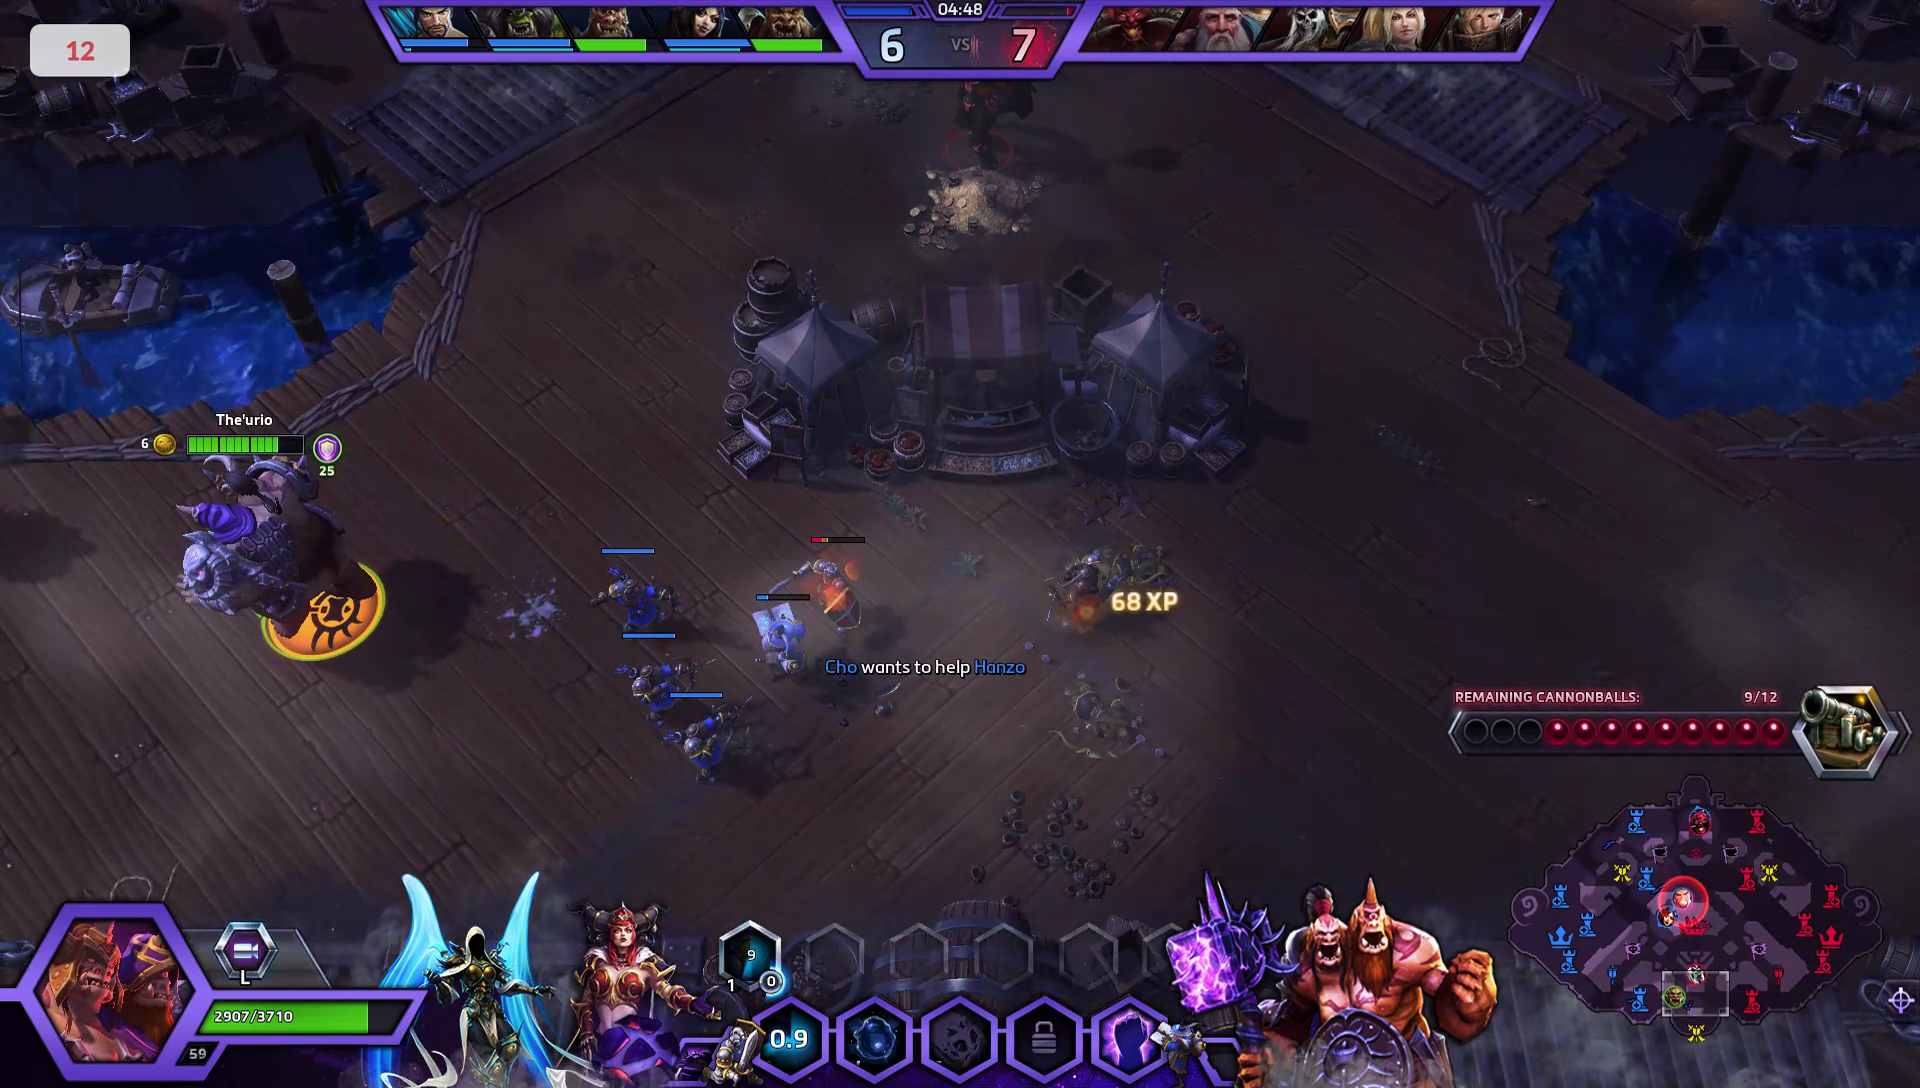 12
04:48
6 VS 7
The'urio
6
25
68 XP
Cho wants to help Hanzo
REMAINING CANNONBALLS: 9/12
9
1 0
L
2907/3710
0.9
59